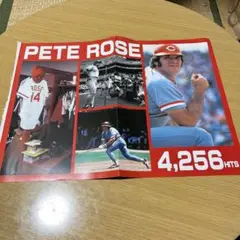 PETE ROSE
ROSE
14
4,256 HITS